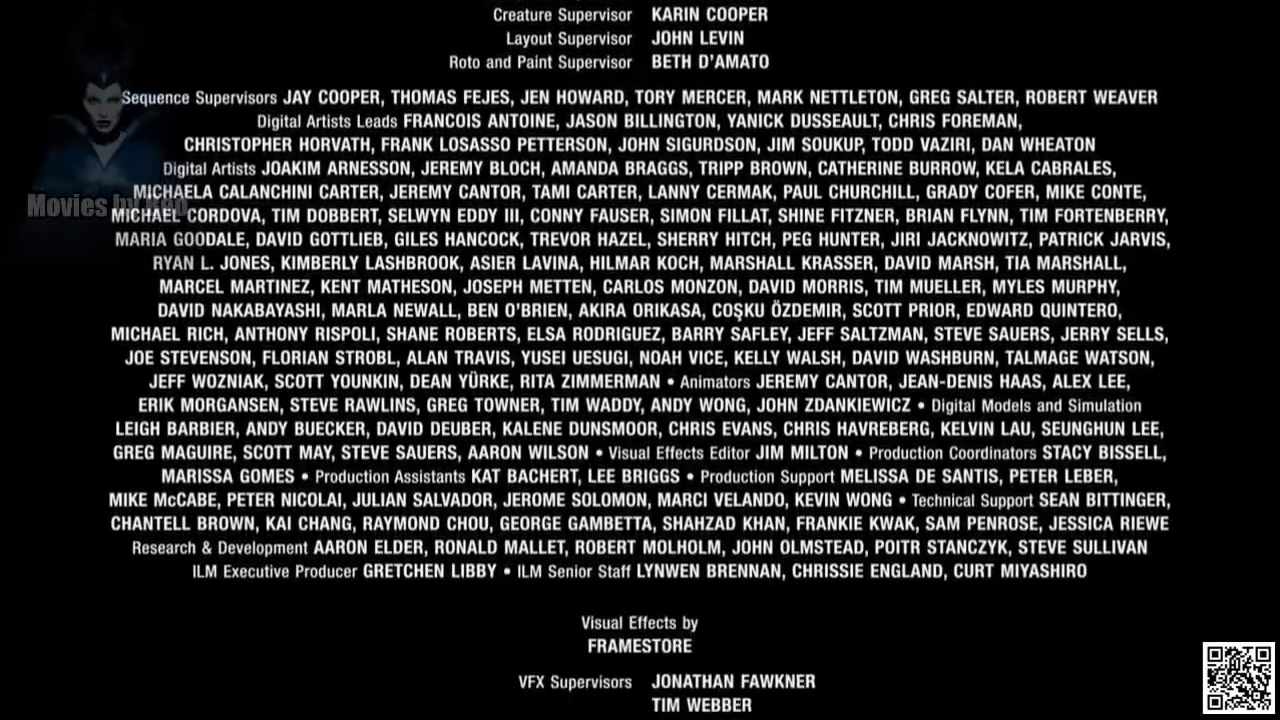 Creature Supervisor KARIN COOPER
Layout Supervisor JOHN LEVIN
Roto and Paint Supervisor BETH D'AMATO
Sequence Supervisors JAY COOPER, THOMAS FEJES, JEN HOWARD, TORY MERCER, MARK NETTLETON, GREG SALTER, ROBERT WEAVER
Digital Artists Leads FRANCOIS ANTOINE, JASON BILLINGTON, YANICK DUSSEAULT, CHRIS FOREMAN,
CHRISTOPHER HORVATH, FRANK LOSASSO PETTERSON, JOHN SIGURDSON, JIM SOUKUP, TODD VAZIRI, DAN WHEATON
Digital Artists JOAKIM ARNESSON, JEREMY BLOCH, AMANDA BRAGGS, TRIPP BROWN, CATHERINE BURROW, KELA CABRALES,
MICHAELA CALANCHINI CARTER, JEREMY CANTOR, TAMI CARTER, LANNY CERMAK, PAUL CHURCHILL, GRADY COFER, MIKE CONTE,
Movies by
MICHAEL CORDOVA, TIM DOBBERT, SELWYN EDDY III, CONNY FAUSER, SIMON FILLAT, SHINE FITZNER, BRIAN FLYNN, TIM FORTENBERRY,
MARIA GOODALE, DAVID GOTTLIEB, GILES HANCOCK, TREVOR HAZEL, SHERRY HITCH, PEG HUNTER, JIRI JACKNOWITZ, PATRICK JARVIS,
RYAN L. JONES, KIMBERLY LASHBROOK, ASIER LAVINA, HILMAR KOCH, MARSHALL KRASSER, DAVID MARSH, TIA MARSHALL,
MARCEL MARTINEZ, KENT MATHESON, JOSEPH METTEN, CARLOS MONZON, DAVID MORRIS, TIM MUELLER, MYLES MURPHY,
DAVID NAKABAYASHI, MARLA NEWALL, BEN O'BRIEN, AKIRA ORIKASA, COŞKU ÖZDEMIR, SCOTT PRIOR, EDWARD QUINTERO,
MICHAEL RICH, ANTHONY RISPOLI, SHANE ROBERTS, ELSA RODRIGUEZ, BARRY SAFLEY, JEFF SALTZMAN, STEVE SAUERS, JERRY SELLS,
JOE STEVENSON, FLORIAN STROBL, ALAN TRAVIS, YUSEI UESUGI, NOAH VICE, KELLY WALSH, DAVID WASHBURN, TALMAGE WATSON,
JEFF WOZNIAK, SCOTT YOUNKIN, DEAN YÜRKE, RITA ZIMMERMAN • Animators JEREMY CANTOR, JEAN-DENIS HAAS, ALEX LEE,
ERIK MORGANSEN, STEVE RAWLINS, GREG TOWNER, TIM WADDY, ANDY WONG, JOHN ZDANKIEWICZ • Digital Models and Simulation
LEIGH BARBIER, ANDY BUECKER, DAVID DEUBER, KALENE DUNSMOOR, CHRIS EVANS, CHRIS HAVREBERG, KELVIN LAU, SEUNGHUN LEE,
GREG MAGUIRE, SCOTT MAY, STEVE SAUERS, AARON WILSON • Visual Effects Editor JIM MILTON • Production Coordinators STACY BISSELL,
MARISSA GOMES • Production Assistants KAT BACHERT, LEE BRIGGS • Production Support MELISSA DE SANTIS, PETER LEBER,
MIKE McCABE, PETER NICOLAI, JULIAN SALVADOR, JEROME SOLOMON, MARCI VELANDO, KEVIN WONG • Technical Support SEAN BITTINGER,
CHANTELL BROWN, KAI CHANG, RAYMOND CHOU, GEORGE GAMBETTA, SHAHZAD KHAN, FRANKIE KWAK, SAM PENROSE, JESSICA RIEWE
Research & Development AARON ELDER, RONALD MALLET, ROBERT MOLHOLM, JOHN OLMSTEAD, POITR STANCZYK, STEVE SULLIVAN
ILM Executive Producer GRETCHEN LIBBY • ILM Senior Staff LYNWEN BRENNAN, CHRISSIE ENGLAND, CURT MIYASHIRO
Visual Effects by
FRAMESTORE
VFX Supervisors JONATHAN FAWKNER
TIM WEBBER